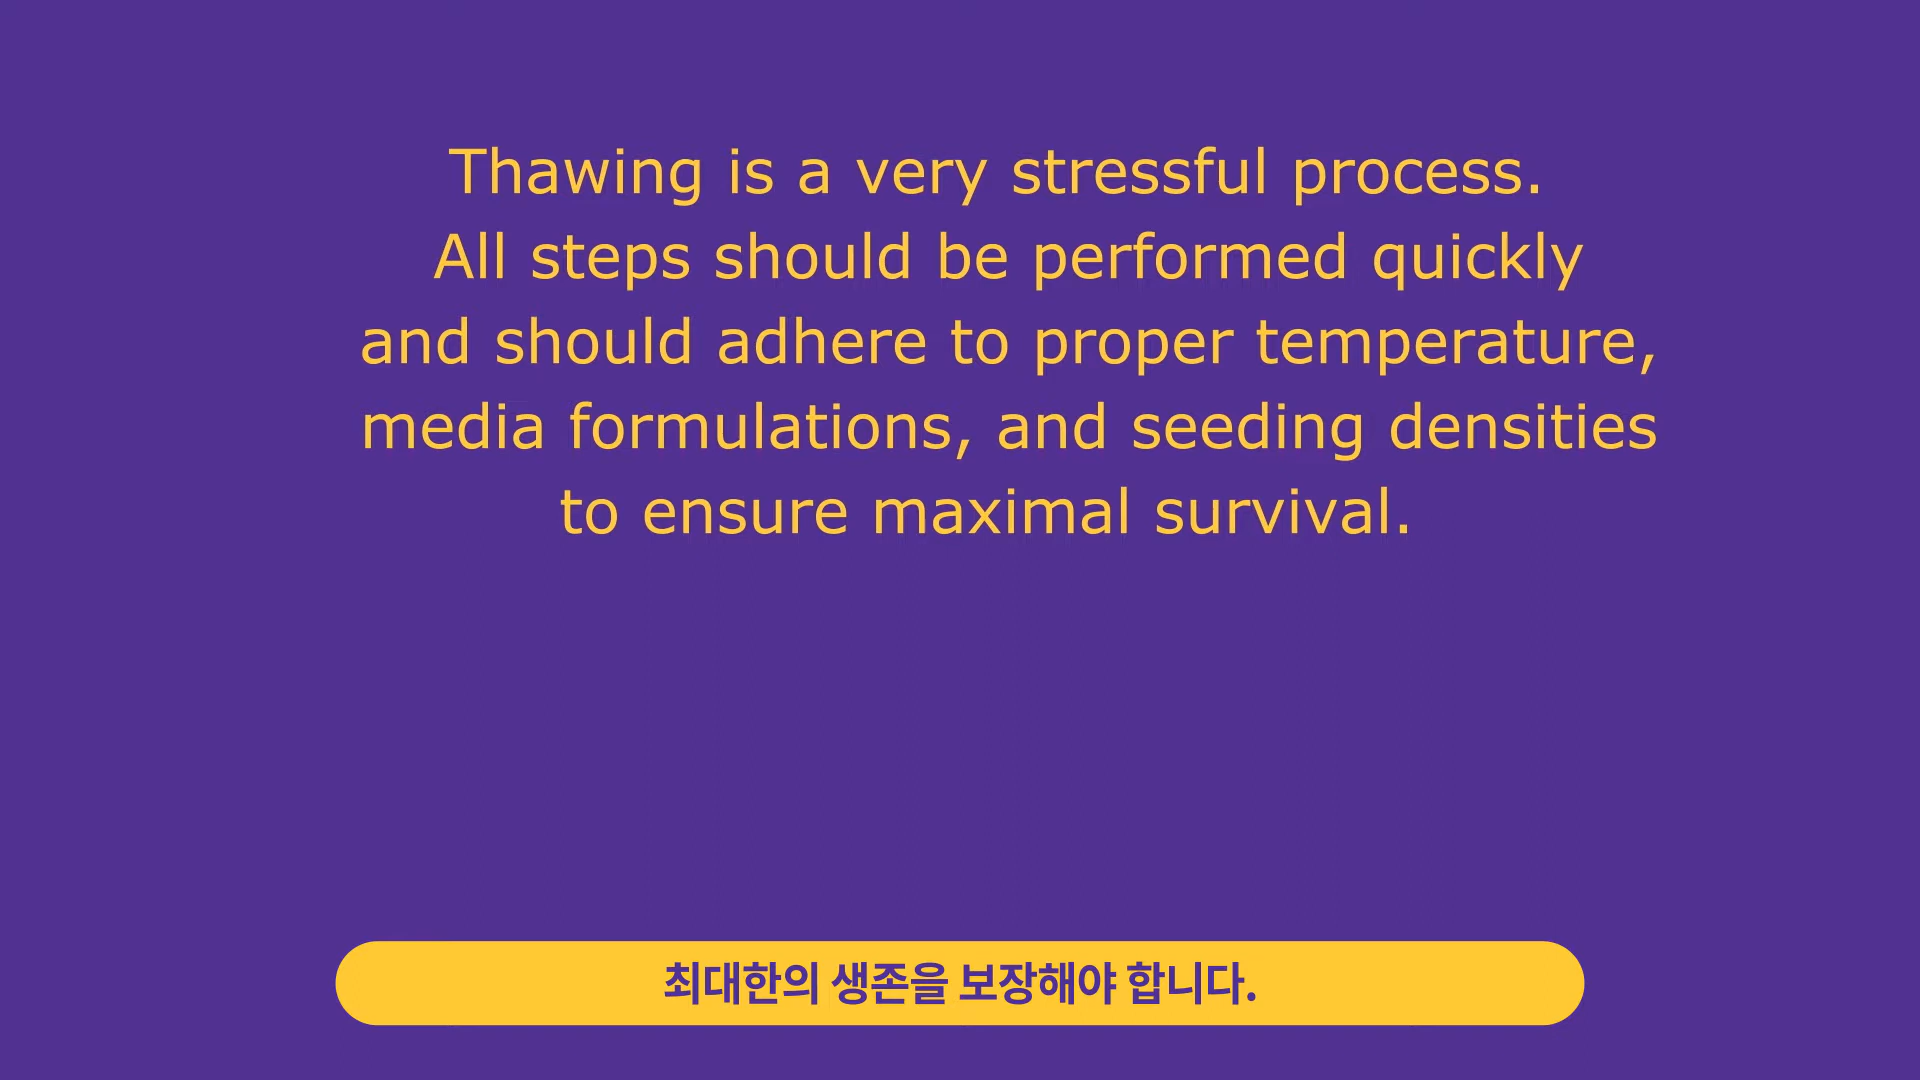 Thawing is a very stressful process.
All steps should be performed quickly
and should adhere to proper temperature,
media formulations, and seeding densities
to ensure maximal survival.
최대한의 생존을 보장해야 합니다.